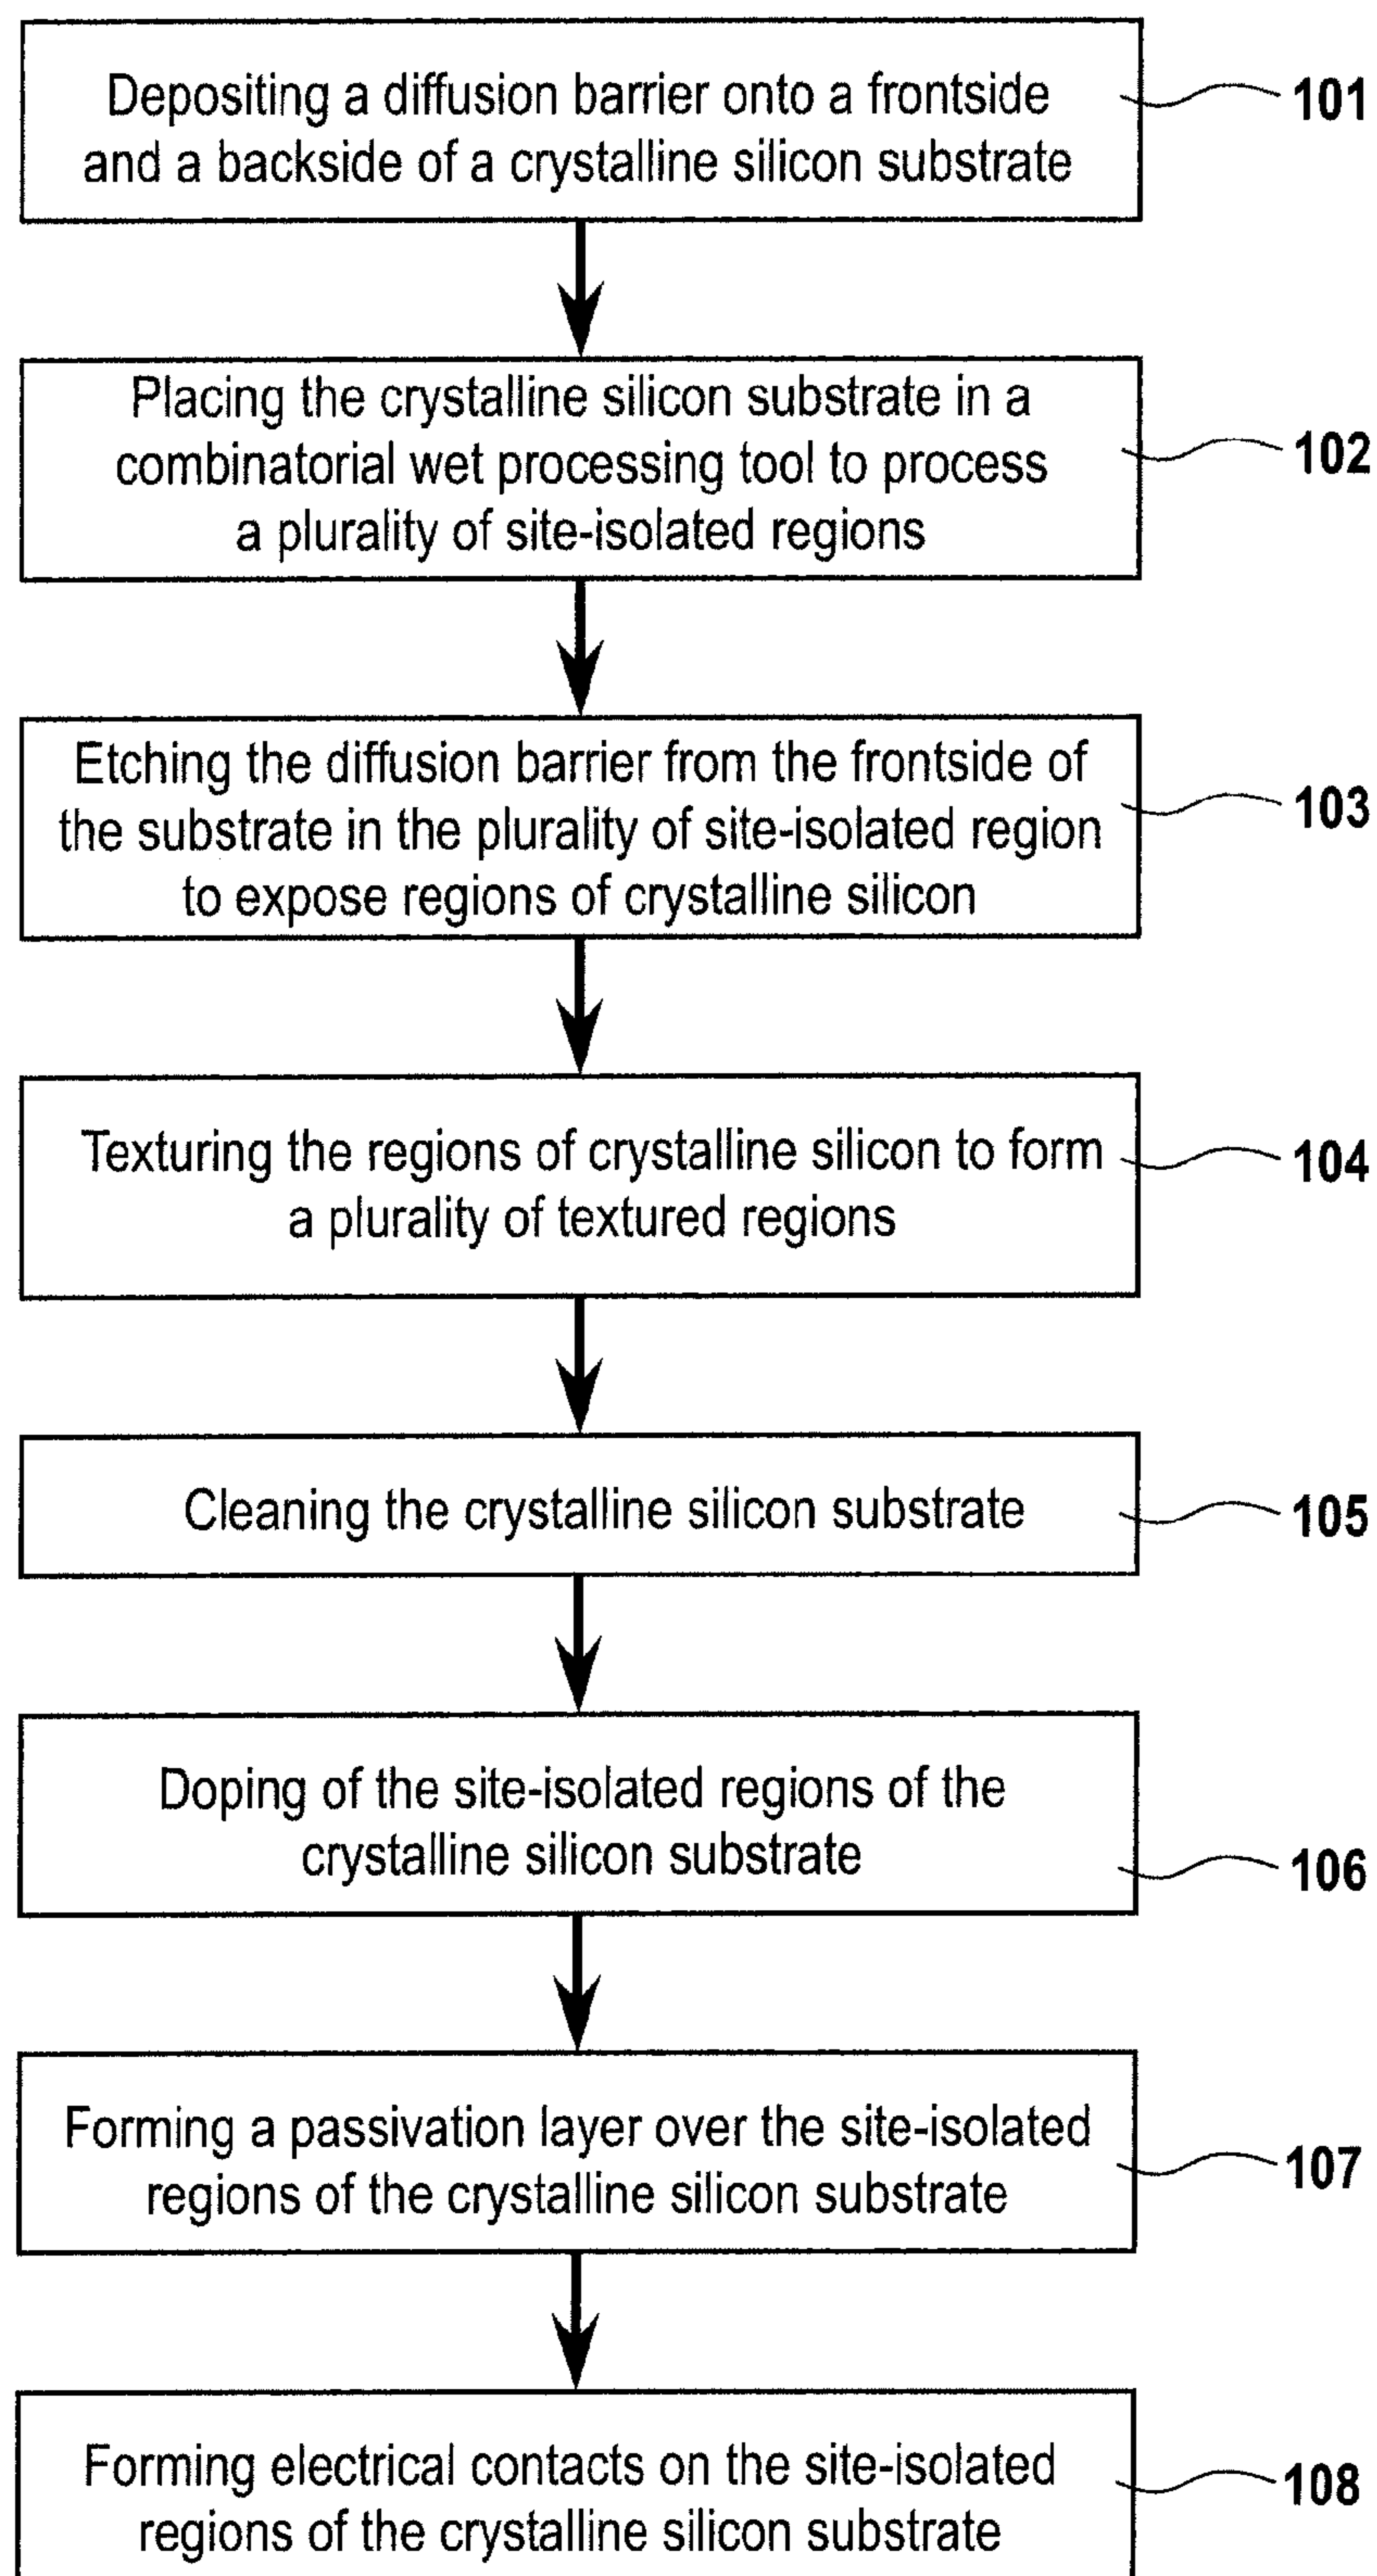 Depositing a diffusion barrier onto a frontside
and a backside of a crystalline silicon substrate
101
Placing the crystalline silicon substrate in a
combinatorial wet processing tool to process
a plurality of site-isolated regions
102
Etching the diffusion barrier from the frontside of
the substrate in the plurality of site-isolated region
to expose regions of crystalline silicon
103
Texturing the regions of crystalline silicon to form
a plurality of textured regions
104
Cleaning the crystalline silicon substrate
105
Doping of the site-isolated regions of the
crystalline silicon substrate
106
Forming a passivation layer over the site-isolated
regions of the crystalline silicon substrate
107
Forming electrical contacts on the site-isolated
regions of the crystalline silicon substrate
108